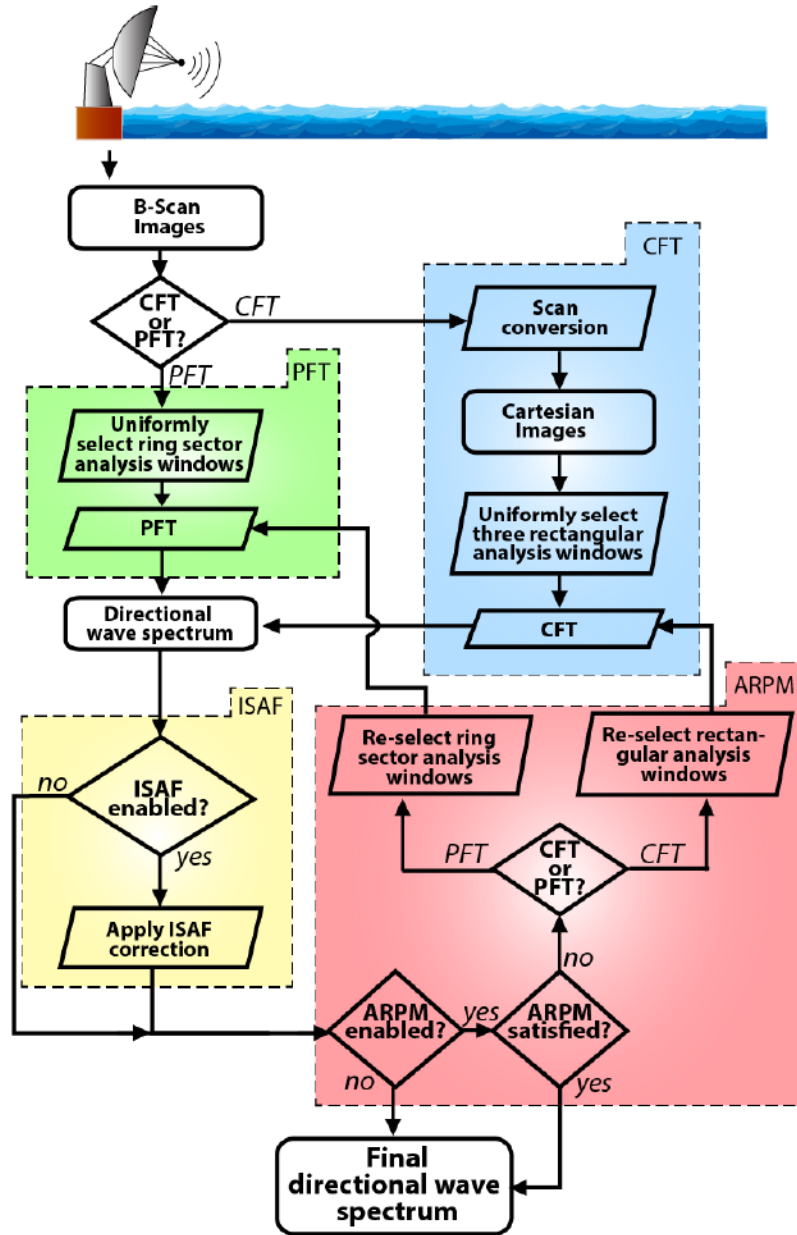 B-Scan
Images
CFT
or
PFT?
CFT
PFT
PFT
Uniformly
select ring sector
analysis windows
PFT
Directional
wave spectrum
CFT
Scan
conversion
Cartesian
Images
Uniformly select
three rectangular
analysis windows
CFT
ISAF
ISAF
enabled?
no
yes
Apply ISAF
correction
ARPM
Re-select ring
sector analysis
windows
Re-select rectan-
gular analysis
windows
PFT
CFT
or
PFT?
CFT
no
ARPM
enabled?
yes
ARPM
satisfied?
no
yes
Final
directional wave
spectrum